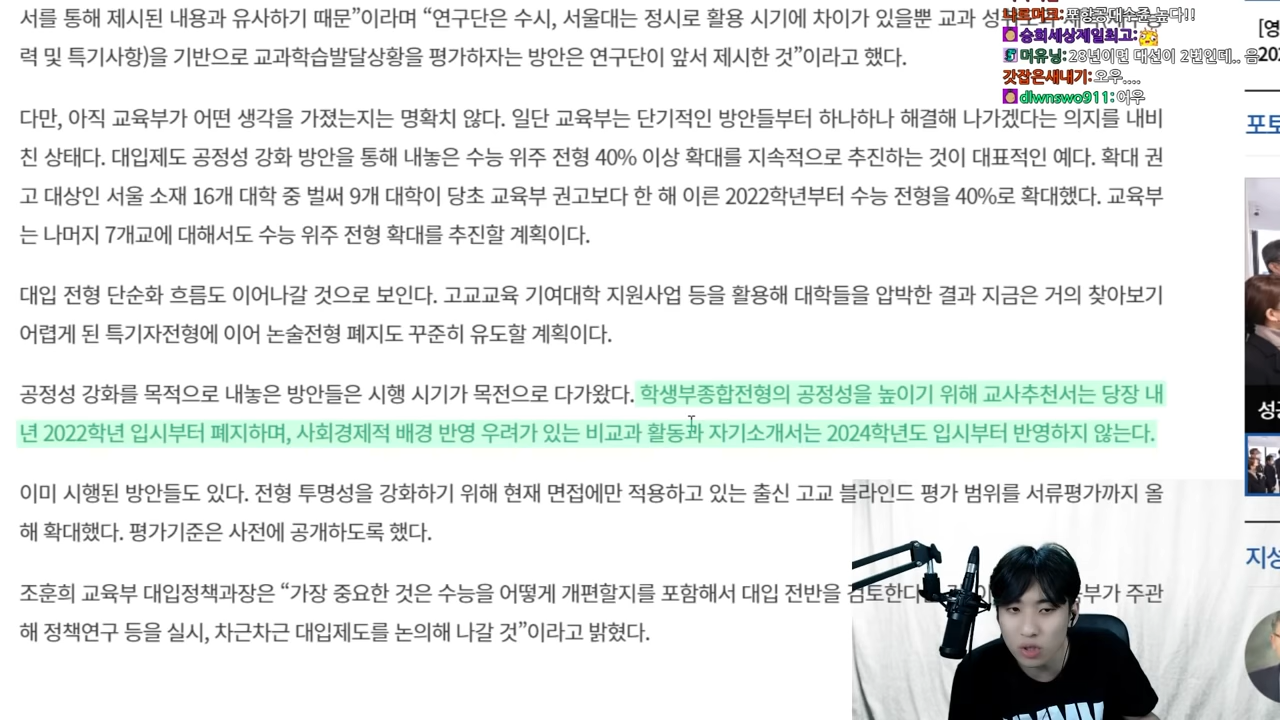 서를 통해 제시된 내용과 유사하기 때문”이라며 “연구단은 수시, 서울대는 정시로 활용 시기에 차이가 있을뿐 교과
력 및 특기사항)을 기반으로 교과학습발달상황을 평가하자는 방안은 연구단이 앞서 제시한 것”이라고 했다.
포항공대수준 높다!!
승희세상제일최고:
머유닝: 28년이면 대선이 2번인데.. 음
갓잡은새내기: 오우....
dlwnswo911: 어우
[영
202
다만, 아직 교육부가 어떤 생각을 가졌는지는 명확치 않다. 일단 교육부는 단기적인 방안들부터 하나하나 해결해 나가겠다는 의지를 내비
친 상태다. 대입제도 공정성 강화 방안을 통해 내놓은 수능 위주 전형 40% 이상 확대를 지속적으로 추진하는 것이 대표적인 예다. 확대 권
고 대상인 서울 소재 16개 대학 중 벌써 9개 대학이 당초 교육부 권고보다 한 해 이른 2022학년부터 수능 전형을 40%로 확대했다. 교육부
는 나머지 7개교에 대해서도 수능 위주 전형 확대를 추진할 계획이다.
포토
대입 전형 단순화 흐름도 이어나갈 것으로 보인다. 고교교육 기여대학 지원사업 등을 활용해 대학들을 압박한 결과 지금은 거의 찾아보기
어렵게 된 특기자전형에 이어 논술전형 폐지도 꾸준히 유도할 계획이다.
공정성 강화를 목적으로 내놓은 방안들은 시행 시기가 목전으로 다가왔다. 학생부종합전형의 공정성을 높이기 위해 교사추천서는 당장 내
년 2022학년 입시부터 폐지하며, 사회경제적 배경 반영 우려가 있는 비교과 활동과 자기소개서는 2024학년도 입시부터 반영하지 않는다.
이미 시행된 방안들도 있다. 전형 투명성을 강화하기 위해 현재 면접에만 적용하고 있는 출신 고교 블라인드 평가 범위를 서류평가까지 올
해 확대했다. 평가기준은 사전에 공개하도록 했다.
조훈희 교육부 대입정책과장은 “가장 중요한 것은 수능을 어떻게 개편할지를 포함해서 대입 전반을 검토한다 육부가 주관
해 정책연구 등을 실시, 차근차근 대입제도를 논의해 나갈 것”이라고 밝혔다.
지성